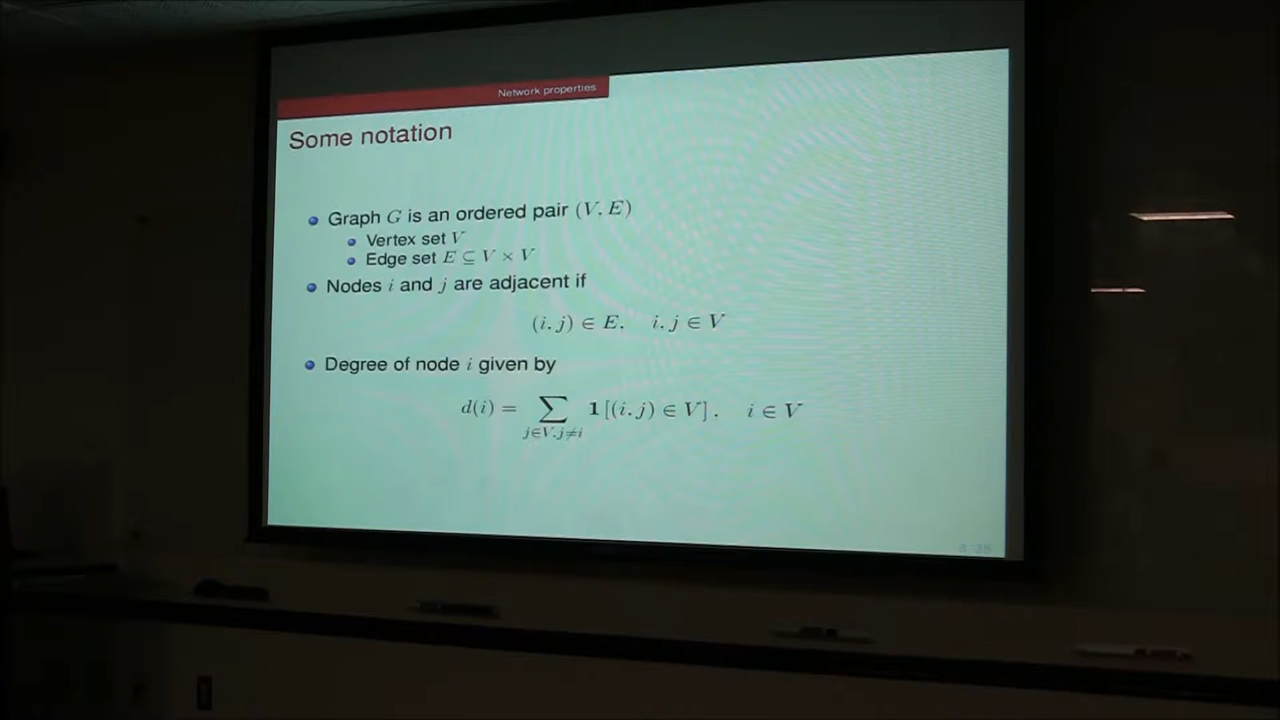 Network properties
Some notation
Graph G is an ordered pair (V, E)
Vertex set V
Edge set E ⊆ V × V
Nodes i and j are adjacent if
(i, j) ∈ E, i, j ∈ V
Degree of node i given by
d(i) = ∑_{j∈V,j≠i} 1[(i, j) ∈ V], i ∈ V